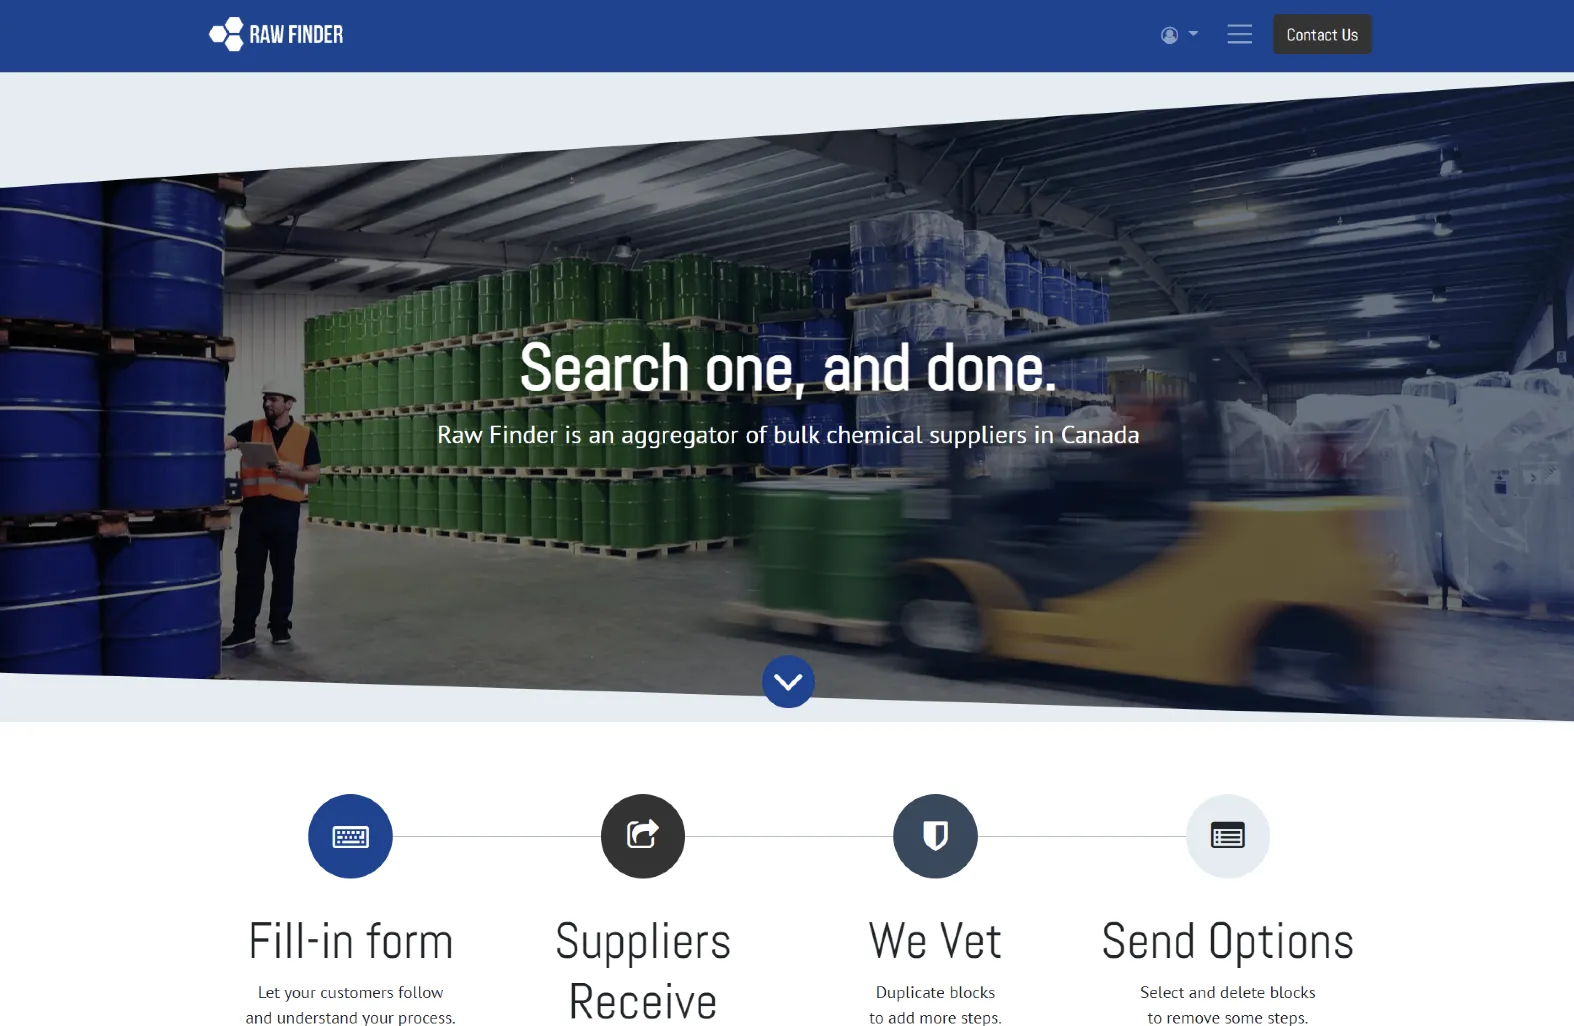 RAW FINDER
Contact Us
Search one, and done.
Raw Finder is an aggregator of bulk chemical suppliers in Canada
Fill-in form
Let your customers follow
and understand your process.
Suppliers
Receive
We Vet
Duplicate blocks
to add more steps.
Send Options
Select and delete blocks
to remove some steps.